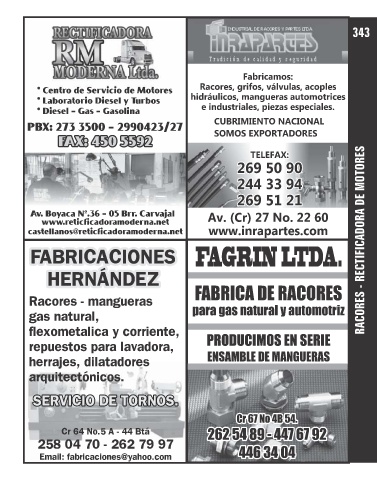 343
RACORES - RECTIFICADORA DE MOTORES
RECTIFICADORA
RM
MODERNA Ltda.
* Centro de Servicio de Motores
* Laboratorio Diesel y Turbos
* Diesel - Gas - Gasolina
PBX: 273 3500 - 2990423/27
FAX: 450 5592
Av. Boyaca Nº.36 - 05 Brr. Carvajal
www.reticficadoramoderna.net
castellanos@reticficadoramoderna.net
INDUSTRIAL DE RACORES Y PARTES LTDA
INRAPARTES
Tradición de calidad y seguridad
Fabricamos:
Racores, grifos, válvulas, acoples
hidráulicos, mangueras automotrices
e industriales, piezas especiales.
CUBRIMIENTO NACIONAL
SOMOS EXPORTADORES
TELEFAX:
269 50 90
244 33 94
269 51 21
Av. (Cr) 27 No. 22 60
www.inrapartes.com
FABRICACIONES
HERNÁNDEZ
Racores - mangueras
gas natural,
flexometalica y corriente,
repuestos para lavadora,
herrajes, dilatadores
arquitectónicos.
SERVICIO DE TORNOS.
Cr 64 No.5 A - 44 Bta
258 04 70 - 262 79 97
Email: fabricaciones@yahoo.com
FAGRIN LTDA.
FABRICA DE RACORES
para gas natural y automotriz
PRODUCIMOS EN SERIE
ENSAMBLE DE MANGUERAS
Cr 67 No 4B 54.
262 54 89 - 447 67 92
446 34 04